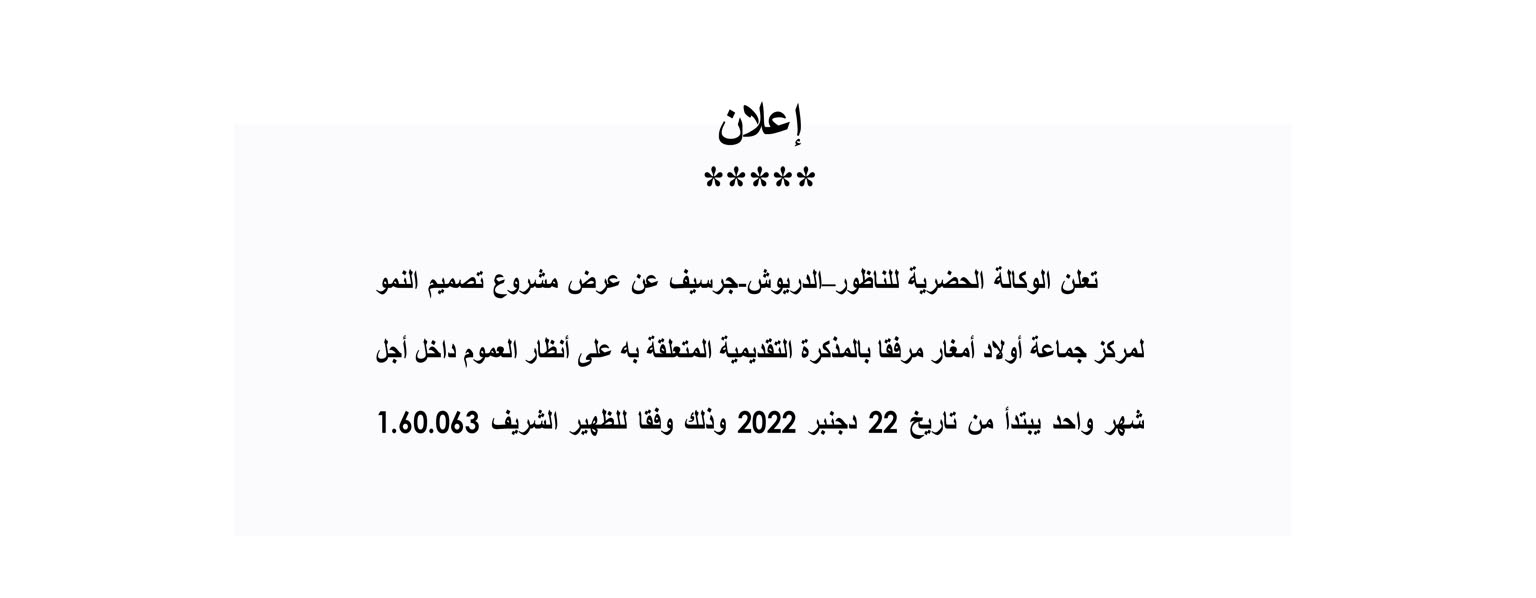 إعلان
*****
تعلن الوكالة الحضرية للناظور–الدريوش-جرسيف عن عرض مشروع تصميم النمو
لمركز جماعة أولاد أمغار مرفقا بالمذكرة التقديمية المتعلقة به على أنظار العموم داخل أجل
شهر واحد يبتدأ من تاريخ 22 دجنبر 2022 وذلك وفقا للظهير الشريف 1.60.063